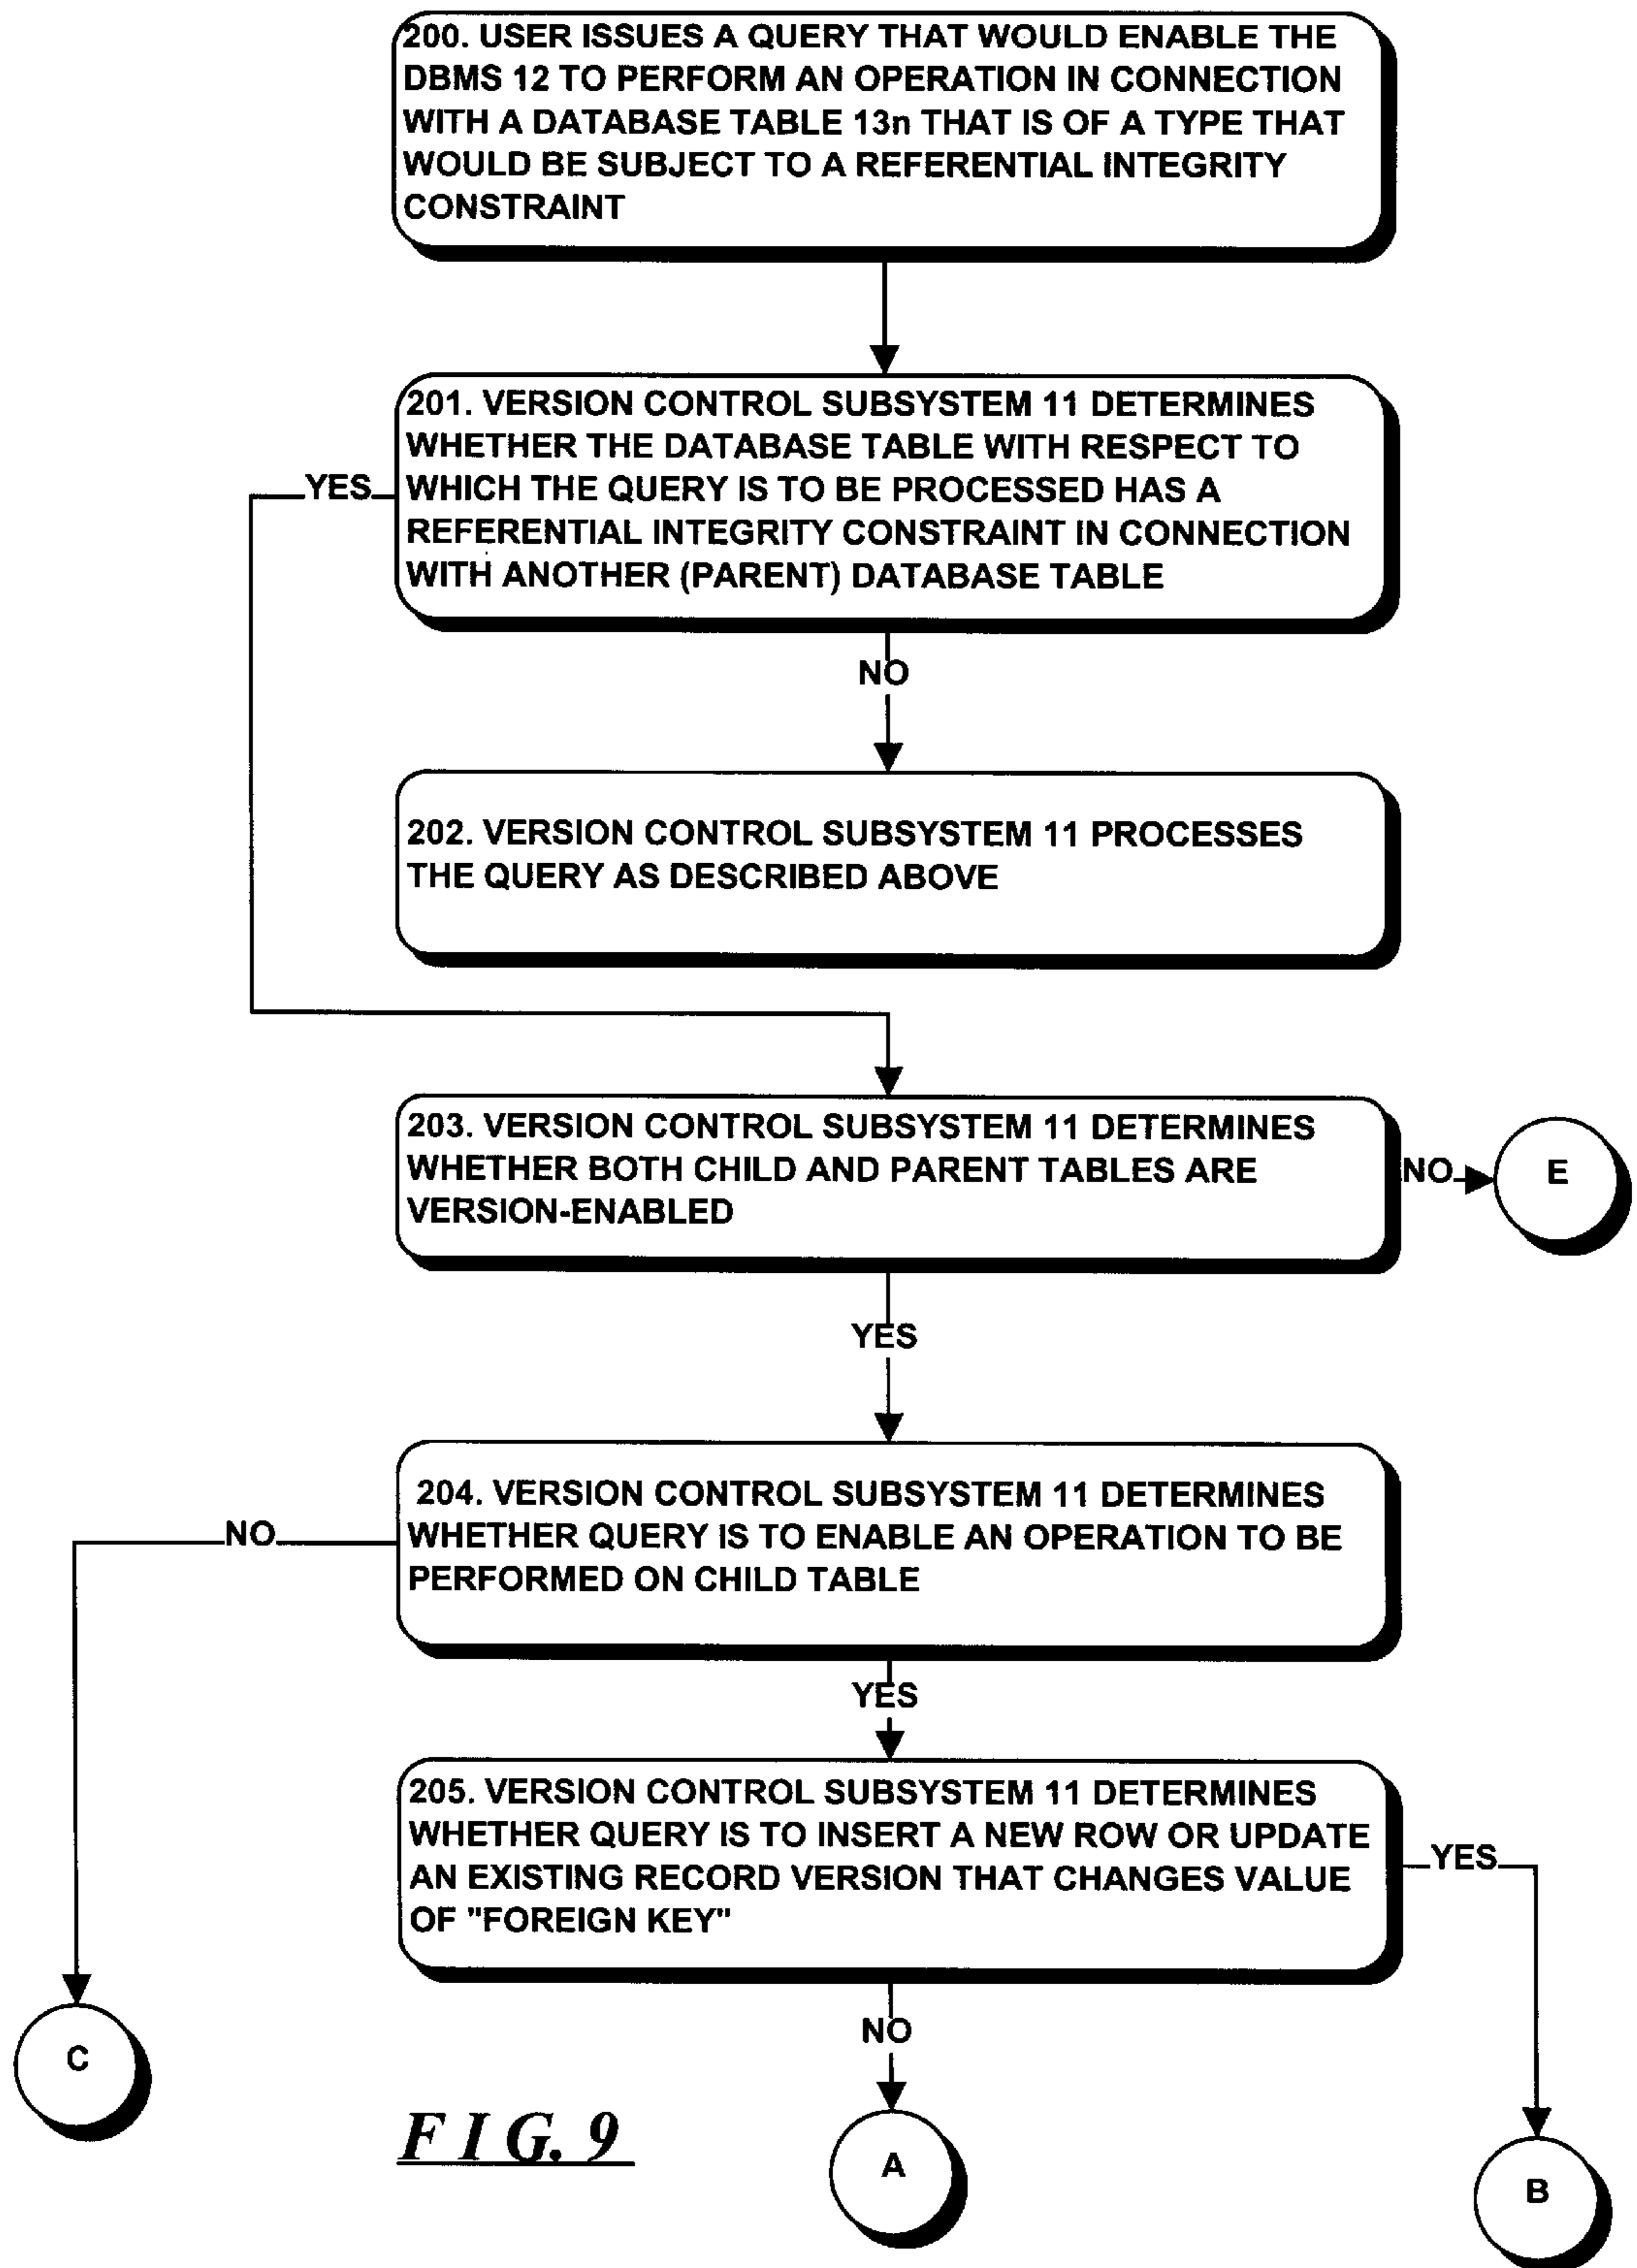 200. USER ISSUES A QUERY THAT WOULD ENABLE THE
DBMS 12 TO PERFORM AN OPERATION IN CONNECTION
WITH A DATABASE TABLE 13n THAT IS OF A TYPE THAT
WOULD BE SUBJECT TO A REFERENTIAL INTEGRITY
CONSTRAINT
201. VERSION CONTROL SUBSYSTEM 11 DETERMINES
WHETHER THE DATABASE TABLE WITH RESPECT TO
WHICH THE QUERY IS TO BE PROCESSED HAS A
REFERENTIAL INTEGRITY CONSTRAINT IN CONNECTION
WITH ANOTHER (PARENT) DATABASE TABLE
YES
NO
202. VERSION CONTROL SUBSYSTEM 11 PROCESSES
THE QUERY AS DESCRIBED ABOVE
203. VERSION CONTROL SUBSYSTEM 11 DETERMINES
WHETHER BOTH CHILD AND PARENT TABLES ARE
VERSION-ENABLED
NO
E
YES
204. VERSION CONTROL SUBSYSTEM 11 DETERMINES
WHETHER QUERY IS TO ENABLE AN OPERATION TO BE
PERFORMED ON CHILD TABLE
NO
YES
205. VERSION CONTROL SUBSYSTEM 11 DETERMINES
WHETHER QUERY IS TO INSERT A NEW ROW OR UPDATE
AN EXISTING RECORD VERSION THAT CHANGES VALUE
OF "FOREIGN KEY"
YES
NO
C
A
B
FIG. 9